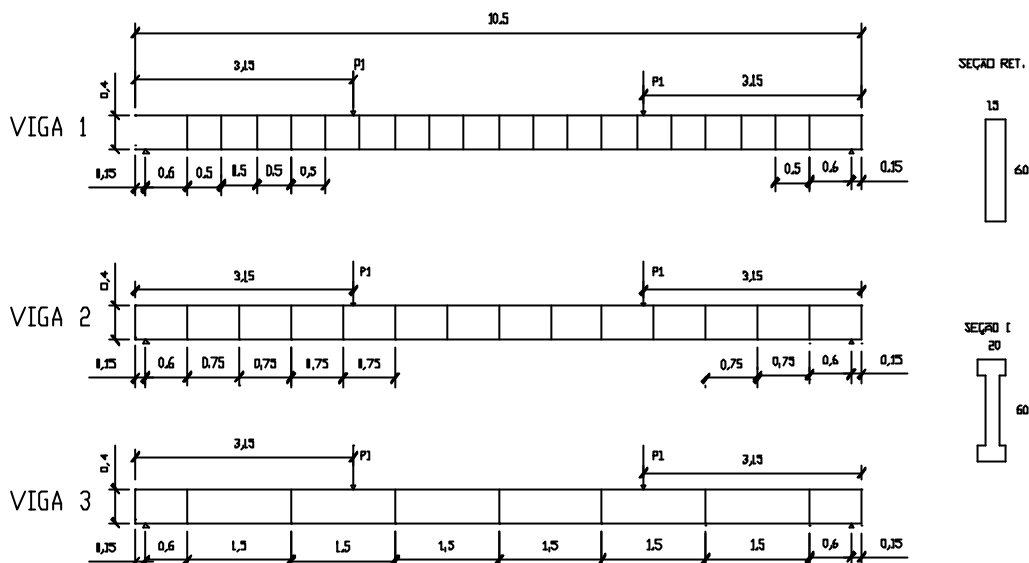 10.5
3,15 P1 P1 3,15 SEÇÃO RET.
0,4 15
VIGA 1
60
0,15 0.6 0.5 0.5 0.5 0.5 0.5 0.6 0.15
3,15 P1 P1 3,15
0,4
VIGA 2 SEÇÃO I
20
0,15 0.6 0.75 0,75 0,75 0,75 0,75 0,75 0,6 0.15
60
3,15 P1 P1 3,15
0,4
VIGA 3
0,15 0.6 1,5 1.5 1,5 1.5 1.5 1.5 0,6 0,15